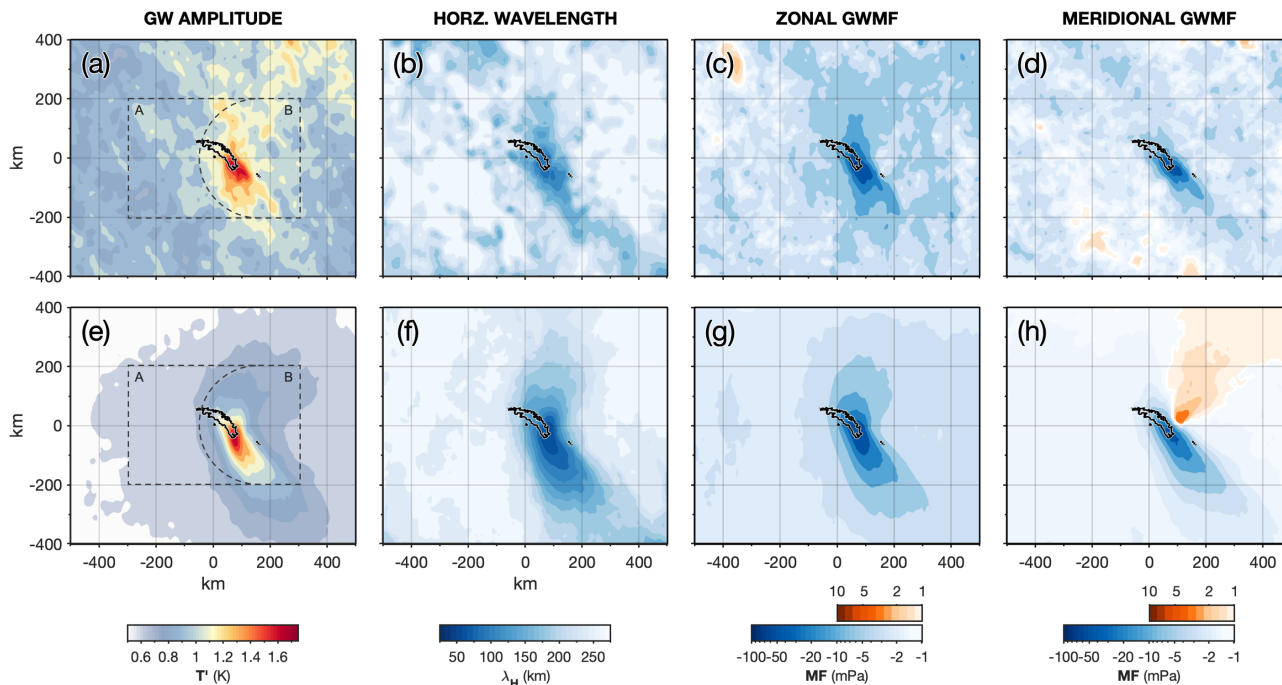 GW AMPLITUDE HORZ. WAVELENGTH ZONAL GWMF MERIDIONAL GWMF
400
(a) (b) (c) (d)
200
A B
km 0
-200
-400
400
(e) (f) (g) (h)
200
A B
km 0
-200
-400
-400 -200 0 200 400 -400 -200 0 200 400 -400 -200 0 200 400 -400 -200 0 200 400
km km
10 5 2 1 10 5 2 1
0.6 0.8 1 1.2 1.4 1.6 50 100 150 200 250 -100 -50 -20 -10 -5 -2 -1 -100 -50 -20 -10 -5 -2 -1
T' (K) λH (km) MF (mPa) MF (mPa)